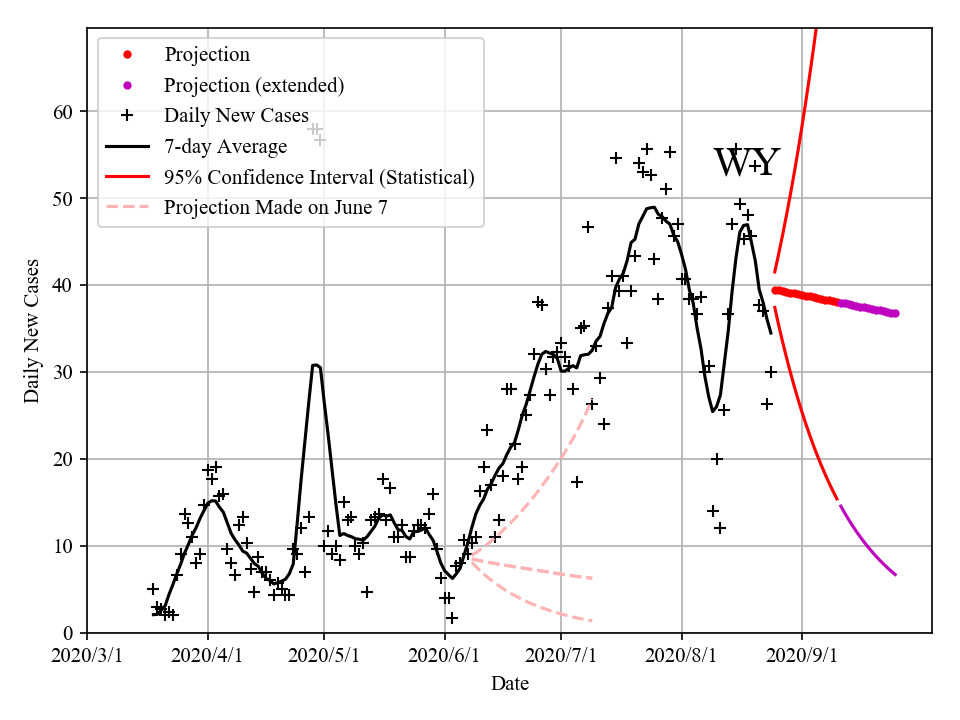 Projection
Projection (extended)
Daily New Cases
7-day Average
95% Confidence Interval (Statistical)
Projection Made on June 7
WY
60
50
40
30
20
10
0
Daily New Cases
2020/3/1 2020/4/1 2020/5/1 2020/6/1 2020/7/1 2020/8/1 2020/9/1
Date